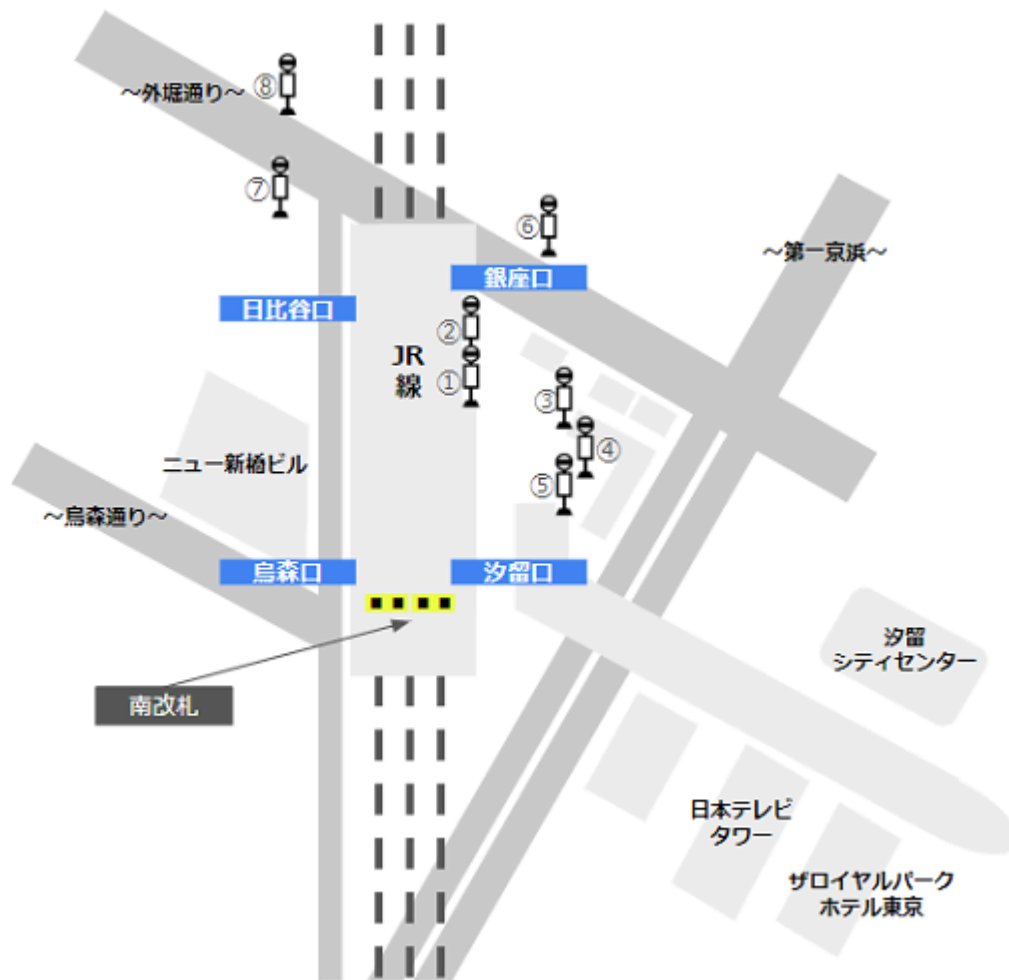 ⑧
～外堀通り～
⑦
⑥
～第一京浜～
銀座口
日比谷口
②
JR
線
①
③
④
⑤
ニュー新橋ビル
～烏森通り～
烏森口
汐留口
汐留
シティセンター
南改札
日本テレビ
タワー
ザロイヤルパーク
ホテル東京